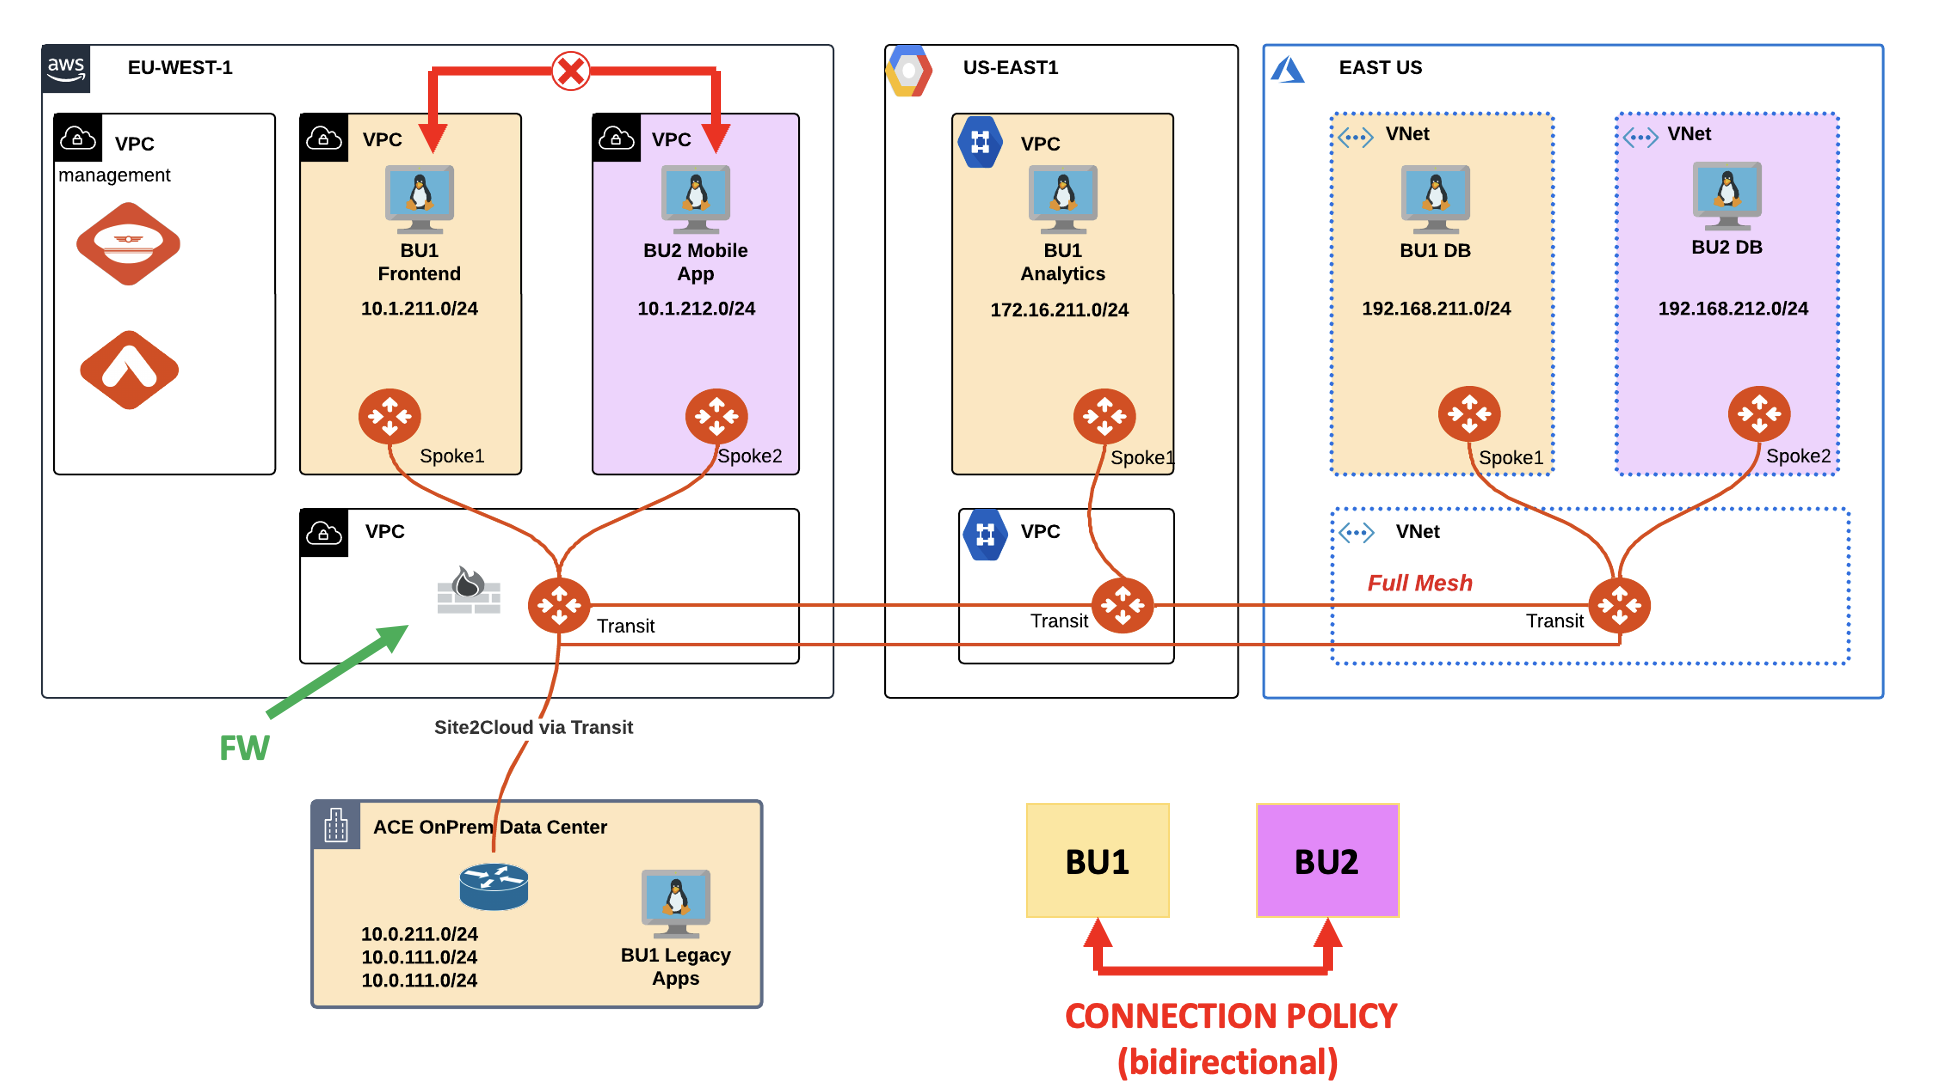 aws
EU-WEST-1
US-EAST1
EAST US
VPC
management
VPC
BU1
Frontend
10.1.211.0/24
Spoke1
VPC
BU2 Mobile
App
10.1.212.0/24
Spoke2
VPC
BU1
Analytics
172.16.211.0/24
Spoke1
VNet
BU1 DB
192.168.211.0/24
Spoke1
VNet
BU2 DB
192.168.212.0/24
Spoke2
VPC
Transit
VPC
Transit
VNet
Full Mesh
Transit
FW
Site2Cloud via Transit
ACE OnPrem Data Center
10.0.211.0/24
10.0.111.0/24
10.0.111.0/24
BU1 Legacy
Apps
BU1
BU2
CONNECTION POLICY
(bidirectional)